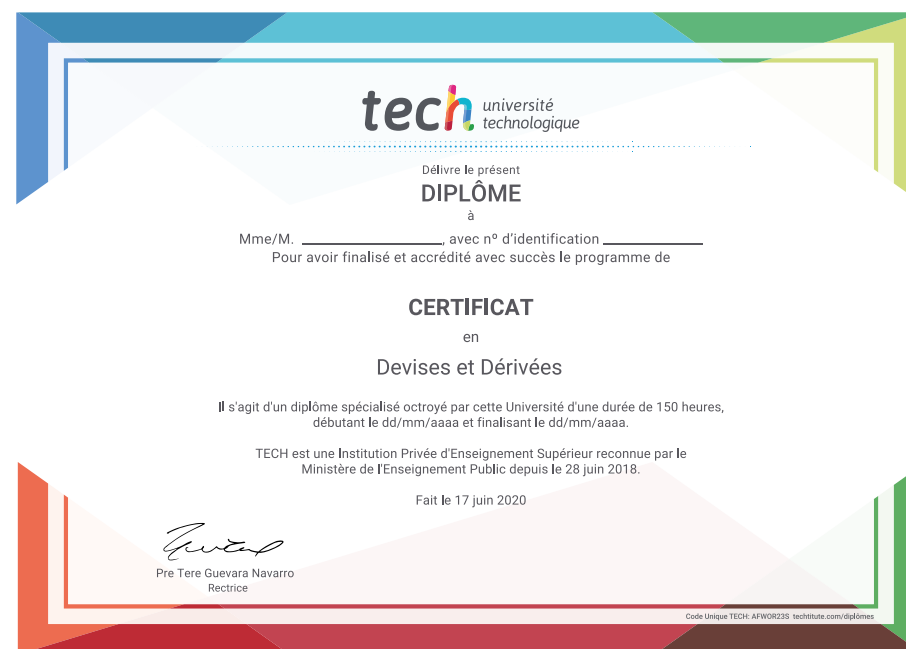 tech université
technologique
Délivre le présent
DIPLÔME
à
Mme/M. ____________________, avec nº d'identification ______________
Pour avoir finalisé et accrédité avec succès le programme de
CERTIFICAT
en
Devises et Dérivées
Il s'agit d'un diplôme spécialisé octroyé par cette Université d'une durée de 150 heures,
débutant le dd/mm/aaaa et finalisant le dd/mm/aaaa.
TECH est une Institution Privée d'Enseignement Supérieur reconnue par le
Ministère de l'Enseignement Public depuis le 28 juin 2018.
Fait le 17 juin 2020
Pre Tere Guevara Navarro
Rectrice
Code Unique TECH: AFWOR23S techtitute.com/diplômes